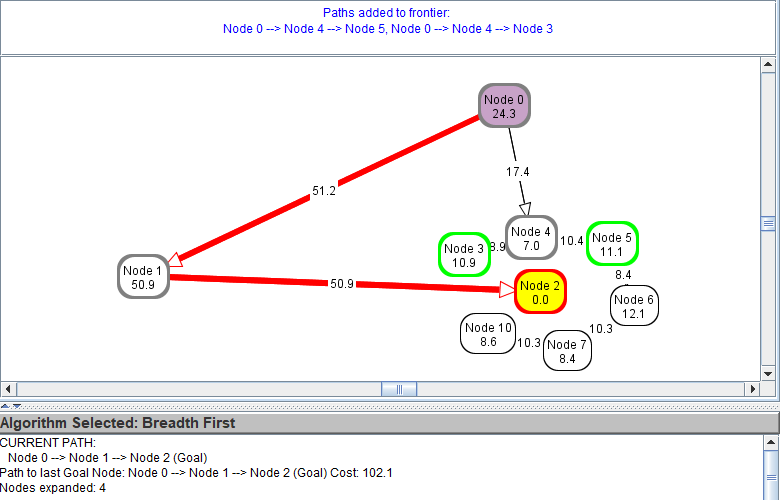 Paths added to frontier:
Node 0 --> Node 4 --> Node 5, Node 0 --> Node 4 --> Node 3
Node 0
24.3
51.2
17.4
Node 4
7.0
10.4
Node 5
11.1
Node 3
10.9
8.9
Node 1
50.9
50.9
Node 2
0.0
8.4
Node 6
12.1
Node 10
8.6
10.3
Node 7
8.4
10.3
Algorithm Selected: Breadth First
CURRENT PATH:
Node 0 --> Node 1 --> Node 2 (Goal)
Path to last Goal Node: Node 0 --> Node 1 --> Node 2 (Goal) Cost: 102.1
Nodes expanded: 4